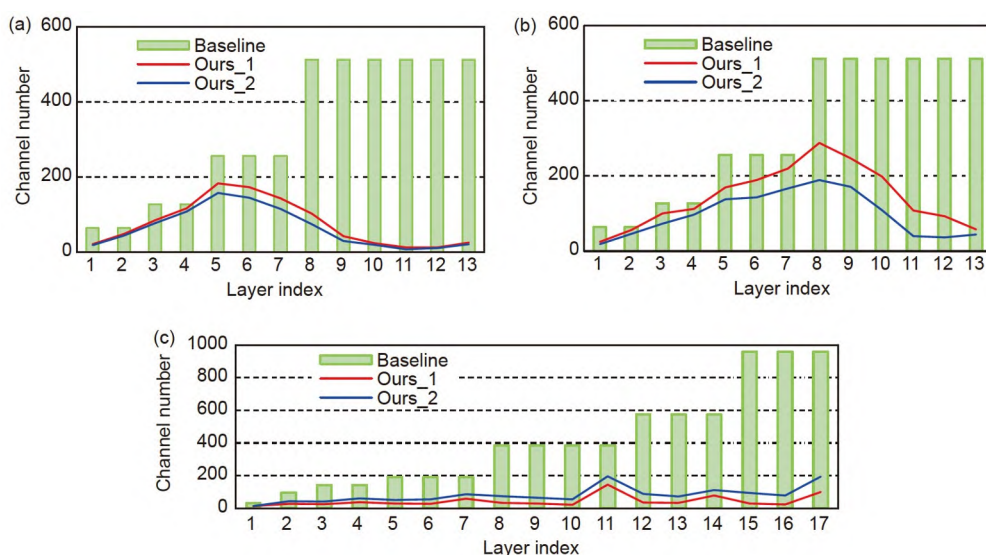 (a)
600
400
200
0
Channel number
Baseline
Ours_1
Ours_2
1 2 3 4 5 6 7 8 9 10 11 12 13
Layer index
(b)
600
400
200
0
Channel number
Baseline
Ours_1
Ours_2
1 2 3 4 5 6 7 8 9 10 11 12 13
Layer index
(c)
1000
800
600
400
200
0
Channel number
Baseline
Ours_1
Ours_2
1 2 3 4 5 6 7 8 9 10 11 12 13 14 15 16 17
Layer index